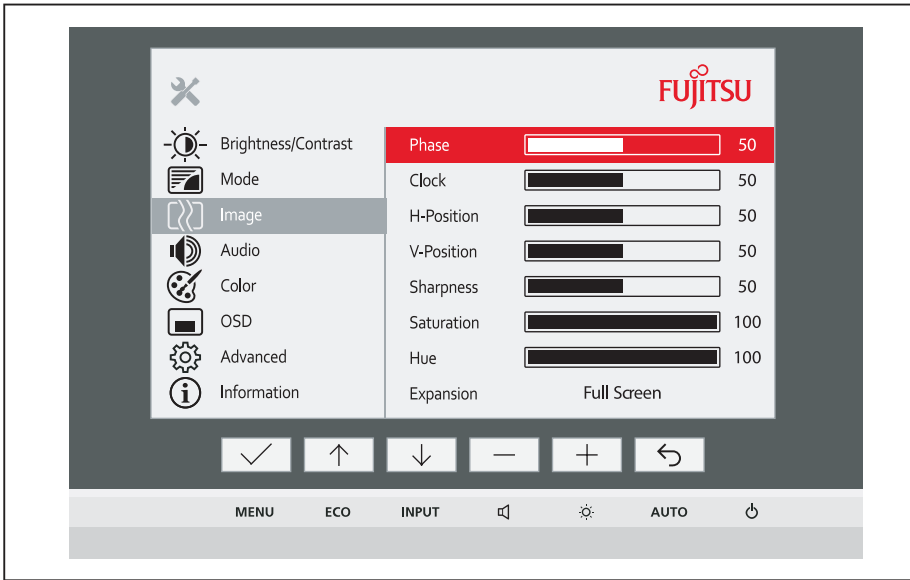 FUJITSU
Brightness/Contrast
Mode
Image
Audio
Color
OSD
Advanced
Information
Phase 50
Clock 50
H-Position 50
V-Position 50
Sharpness 50
Saturation 100
Hue 100
Expansion Full Screen
MENU ECO INPUT AUTO